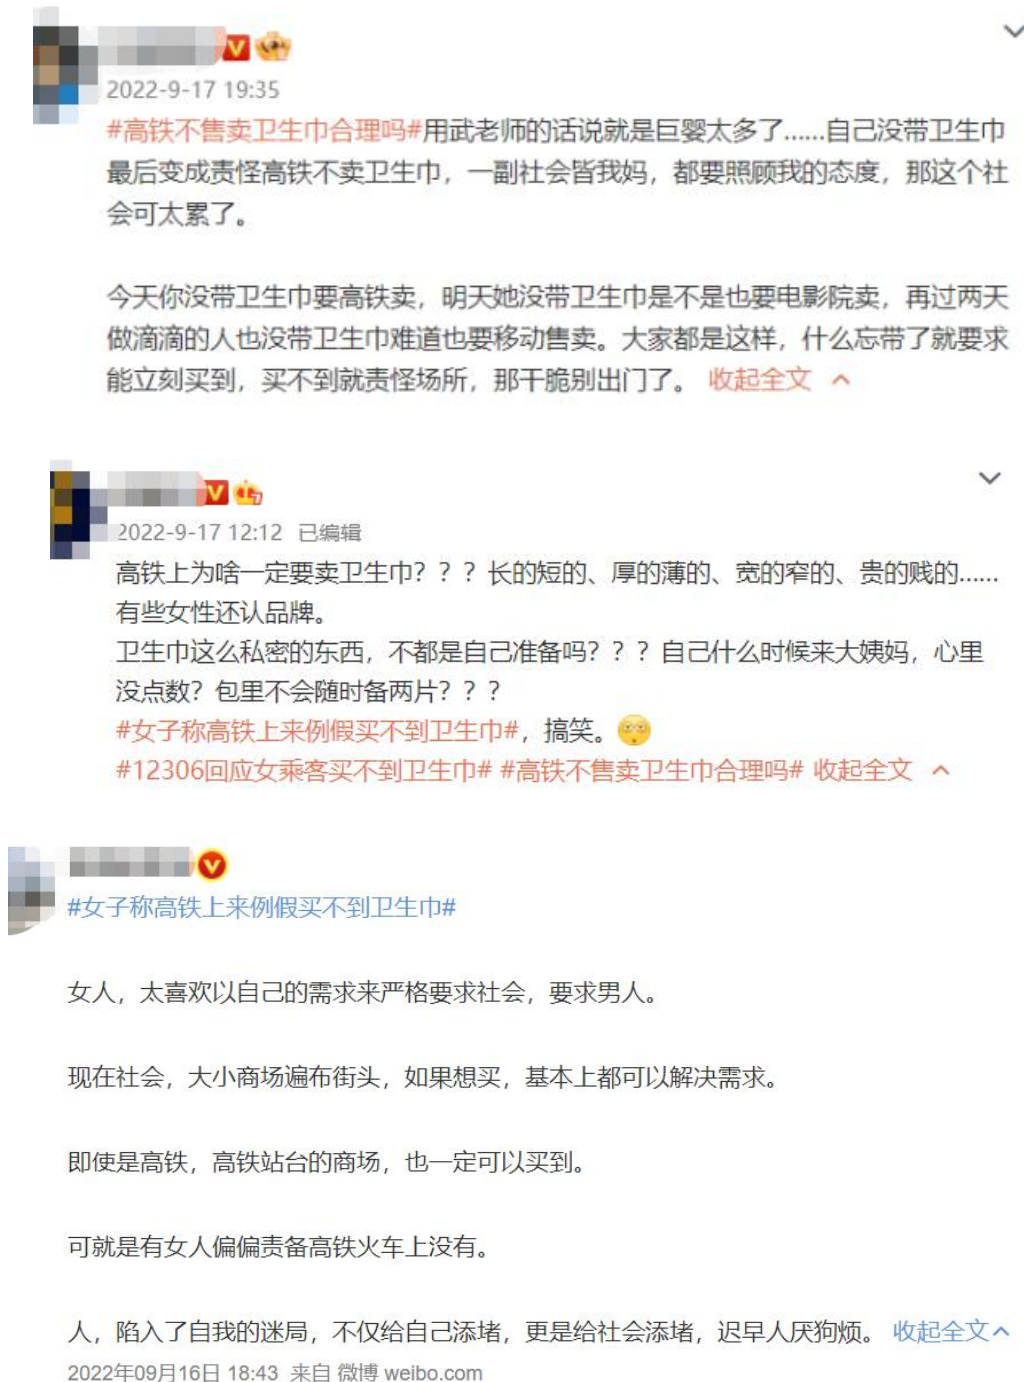 2022-9-17 19:35
#高铁不售卖卫生巾合理吗#用武老师的话说就是巨婴太多了......自己没带卫生巾
最后变成责怪高铁不卖卫生巾，一副社会皆我妈，都要照顾我的态度，那这个社
会可太累了。
今天你没带卫生巾要高铁卖，明天她没带卫生巾是不是也要电影院卖，再过两天
做滴滴的人也没带卫生巾难道也要移动售卖。大家都是这样，什么忘带了就要求
能立刻买到，买不到就责怪场所，那干脆别出门了。 收起全文
2022-9-17 12:12 已编辑
高铁上为啥一定要卖卫生巾？？？长的短的、厚的薄的、宽的窄的、贵的贱的......
有些女性还认品牌。
卫生巾这么私密的东西，不都是自己准备吗？？？自己什么时候来大姨妈，心里
没点数？包里不会随时备两片？？？
#女子称高铁上来例假买不到卫生巾#，搞笑。
#12306回应女乘客买不到卫生巾# #高铁不售卖卫生巾合理吗# 收起全文
#女子称高铁上来例假买不到卫生巾#
女人，太喜欢以自己的需求来严格要求社会，要求男人。
现在社会，大小商场遍布街头，如果想买，基本上都可以解决需求。
即使是高铁，高铁站台的商场，也一定可以买到。
可就是有女人偏偏责备高铁火车上没有。
人，陷入了自我的迷局，不仅给自己添堵，更是给社会添堵，迟早人厌狗烦。 收起全文
2022年09月16日 18:43 来自 微博 weibo.com